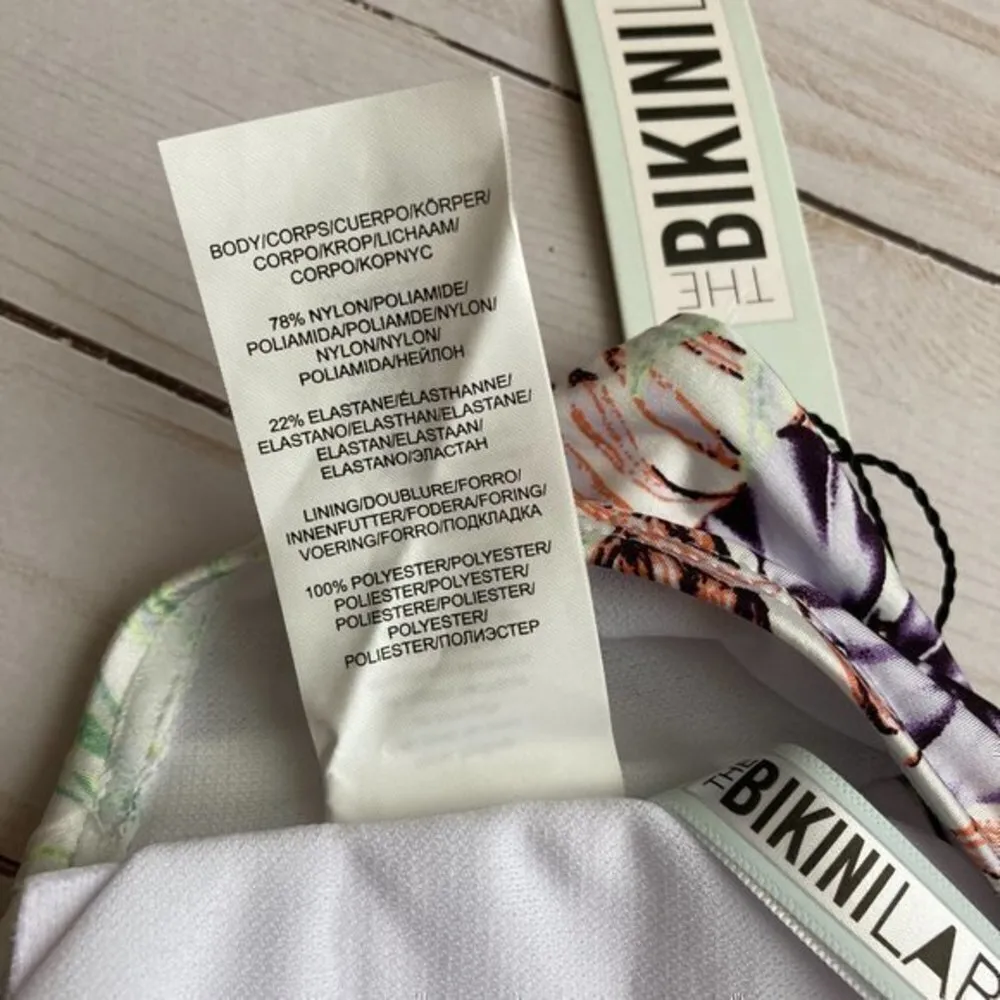 BODY/CORPS/CUERPO/KÖRPER/
CORPO/KROP/LICHAAM/
CORPO/КОРПУС
78% NYLON/POLIAMIDE/
POLIAMIDA/POLIAMDE/NYLON/
NYLON/NYLON/
POLIAMIDA/НЕЙЛОН
22% ELASTANE/ÉLASTHANNE/
ELASTANO/ELASTHAN/ELASTANE/
ELASTAN/ELASTAAN/
ELASTANO/ЭЛАСТАН
LINING/DOUBLURE/FORRO/
INNENFUTTER/FODERA/FORING/
VOERING/FORRO/ПОДКЛАДКА
100% POLYESTER/POLYESTER/
POLIESTER/POLYESTER/
POLIESTERE/POLIESTER/
POLYESTER/
POLIESTER/ПОЛИЭСТЕР
THE
BIKINIL
THE
BIKINILAB